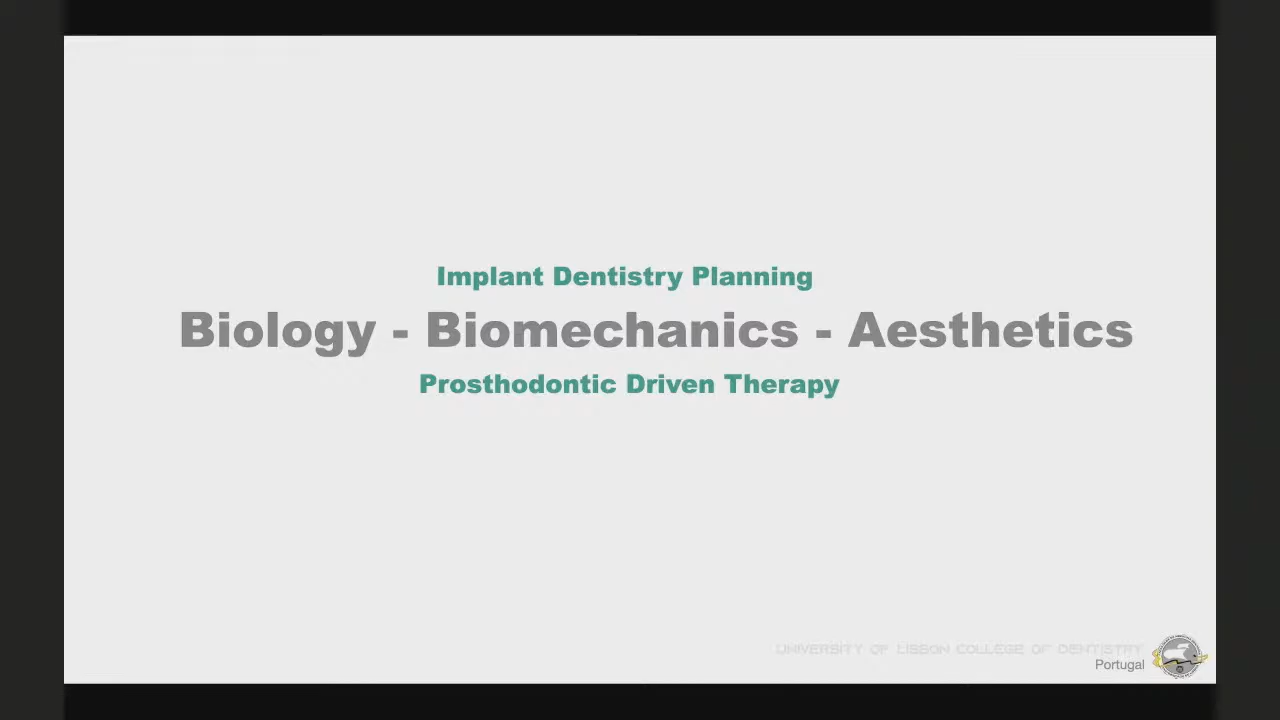 Implant Dentistry Planning
Biology - Biomechanics - Aesthetics
Prosthodontic Driven Therapy
UNIVERSITY OF LISBON COLLEGE OF DENTISTRY
Portugal